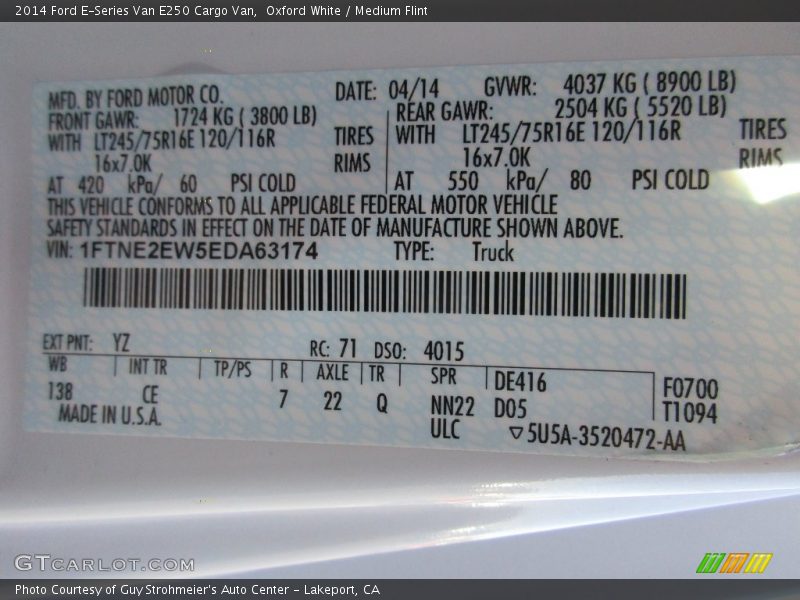 2014 Ford E-Series Van E250 Cargo Van,  Oxford White / Medium Flint
MFD. BY FORD MOTOR CO. DATE: 04/14 GVWR: 4037 KG ( 8900 LB)
FRONT GAWR: 1724 KG ( 3800 LB) REAR GAWR: 2504 KG ( 5520 LB)
WITH LT245/75R16E 120/116R TIRES WITH LT245/75R16E 120/116R TIRES
16x7.0K RIMS 16x7.0K RIMS
AT 420 kPa/ 60 PSI COLD AT 550 kPa/ 80 PSI COLD
THIS VEHICLE CONFORMS TO ALL APPLICABLE FEDERAL MOTOR VEHICLE
SAFETY STANDARDS IN EFFECT ON THE DATE OF MANUFACTURE SHOWN ABOVE.
VIN: 1FTNE2EW5EDA63174 TYPE: Truck
EXT PNT: YZ RC: 71 DSO: 4015
WB INT TR TP/PS R AXLE TR SPR DE416 F0700
138 CE 7 22 Q NN22 D05 T1094
MADE IN U.S.A. ULC ▽5U5A-3520472-AA
GTCARLOT.COM
Photo Courtesy of Guy Strohmeier's Auto Center - Lakeport, CA